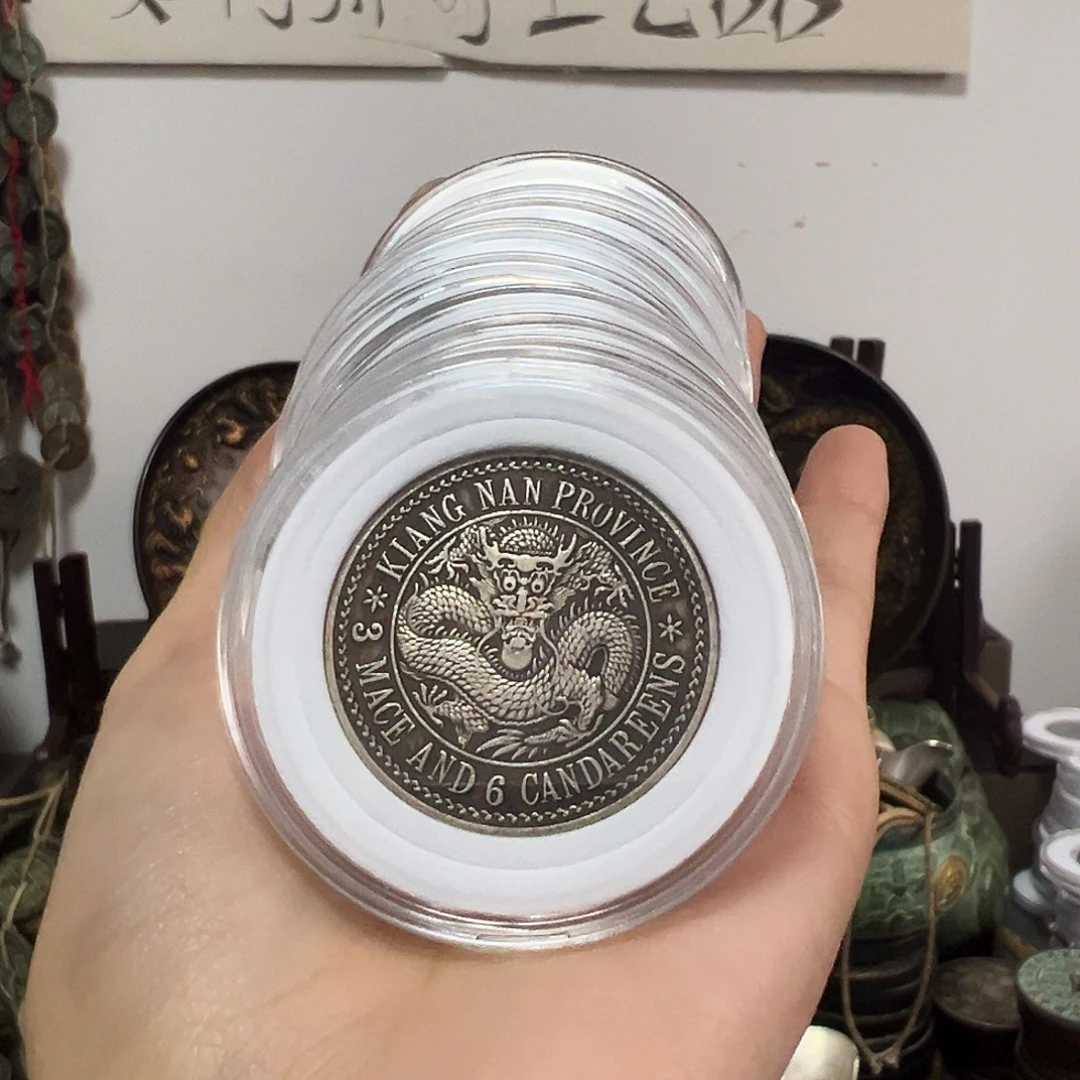 KIANG NAN PROVINCE
3 MACE AND 6 CANDAREENS